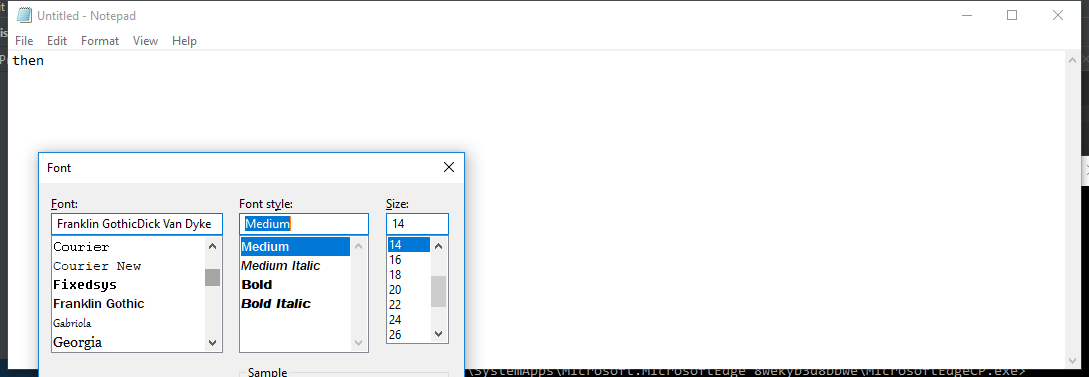 Untitled - Notepad
File Edit Format View Help
then
Font
Font: Font style: Size:
Franklin GothicDick Van Dyke Medium 14
Courier Medium 14
Courier New Medium Italic 16
Fixedsys Bold 18
Franklin Gothic Bold Italic 20
Gabriola 22
Georgia 24
26
Sample
\SystemApps\Microsoft.MicrosoftEdge_8wekyb3d8bbwe\MicrosoftEdgeCP.exe>